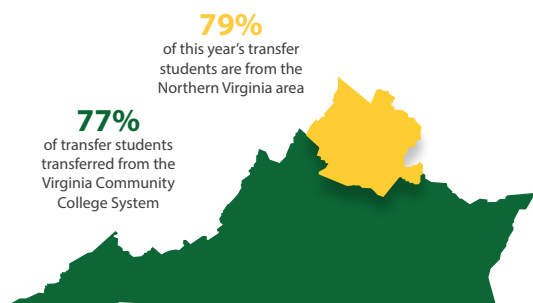 79%
of this year's transfer
students are from the
Northern Virginia area
77%
of transfer students
transferred from the
Virginia Community
College System